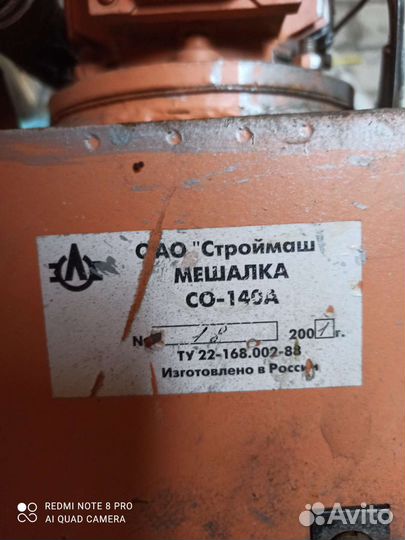 ОАО "Строймаш
МЕШАЛКА
СО-140А
№ 18 2001г.
ТУ 22-168.002-88
Изготовлено в России
REDMI NOTE 8 PRO
AI QUAD CAMERA
Avito